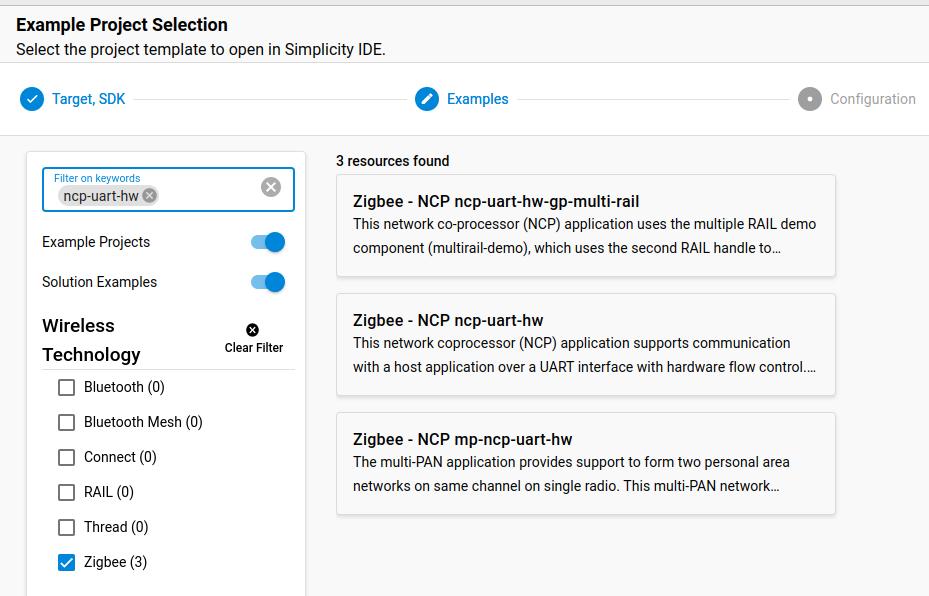 Example Project Selection
Select the project template to open in Simplicity IDE.
Target, SDK
Examples
Configuration
Filter on keywords
ncp-uart-hw
Example Projects
Solution Examples
Wireless
Technology
Clear Filter
Bluetooth (0)
Bluetooth Mesh (0)
Connect (0)
RAIL (0)
Thread (0)
Zigbee (3)
3 resources found
Zigbee - NCP ncp-uart-hw-gp-multi-rail
This network co-processor (NCP) application uses the multiple RAIL demo
component (multirail-demo), which uses the second RAIL handle to…
Zigbee - NCP ncp-uart-hw
This network coprocessor (NCP) application supports communication
with a host application over a UART interface with hardware flow control.…
Zigbee - NCP mp-ncp-uart-hw
The multi-PAN application provides support to form two personal area
networks on same channel on single radio. This multi-PAN network…